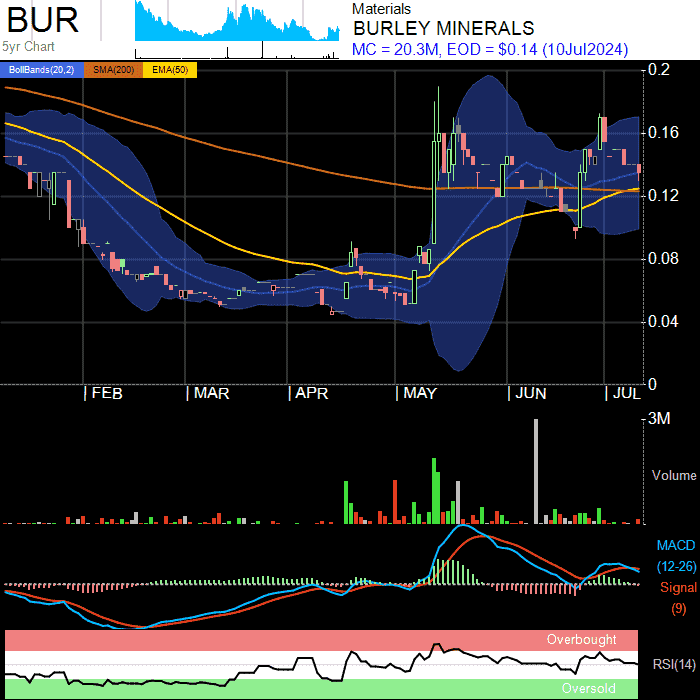 BUR
5yr Chart
Materials
BURLEY MINERALS
MC = 20.3M, EOD = $0.14 (10Jul2024)
BollBands(20,2) SMA(200) EMA(50)
0.2
0.16
0.12
0.08
0.04
0
FEB MAR APR MAY JUN JUL
3M
Volume
MACD
(12-26)
Signal
(9)
Overbought
RSI(14)
Oversold